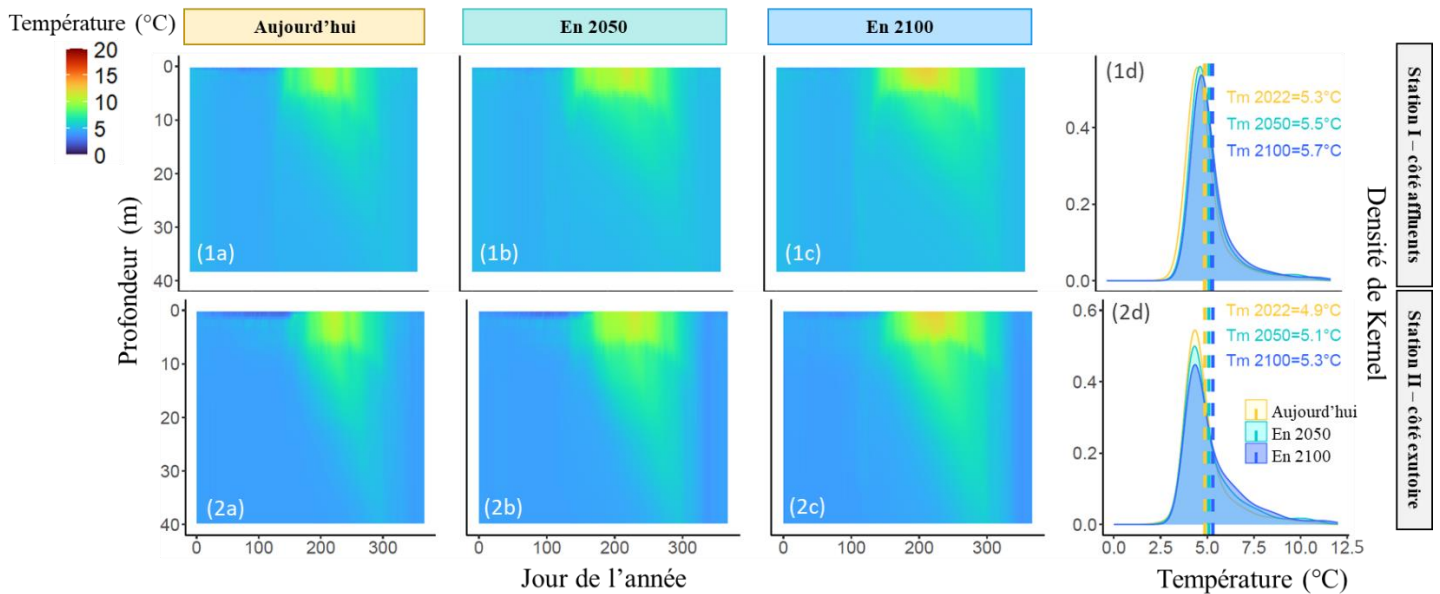 Température (°C)
20
15
10
5
0
Aujourd’hui
En 2050
En 2100
Profondeur (m)
0
10
20
30
40
(1a)
(1b)
(1c)
(1d)
Tm 2022=5.3°C
Tm 2050=5.5°C
Tm 2100=5.7°C
0.4
0.2
0.0
Station I – côté affluents
0
10
20
30
40
(2a)
(2b)
(2c)
0
100
200
300
0
100
200
300
0
100
200
300
Jour de l’année
(2d)
Tm 2022=4.9°C
Tm 2050=5.1°C
Tm 2100=5.3°C
Aujourd’hui
En 2050
En 2100
0.6
0.4
0.2
0.0
0.0
2.5
5.0
7.5
10.0
12.5
Température (°C)
Densité de Kernel
Station II – côté exutoire